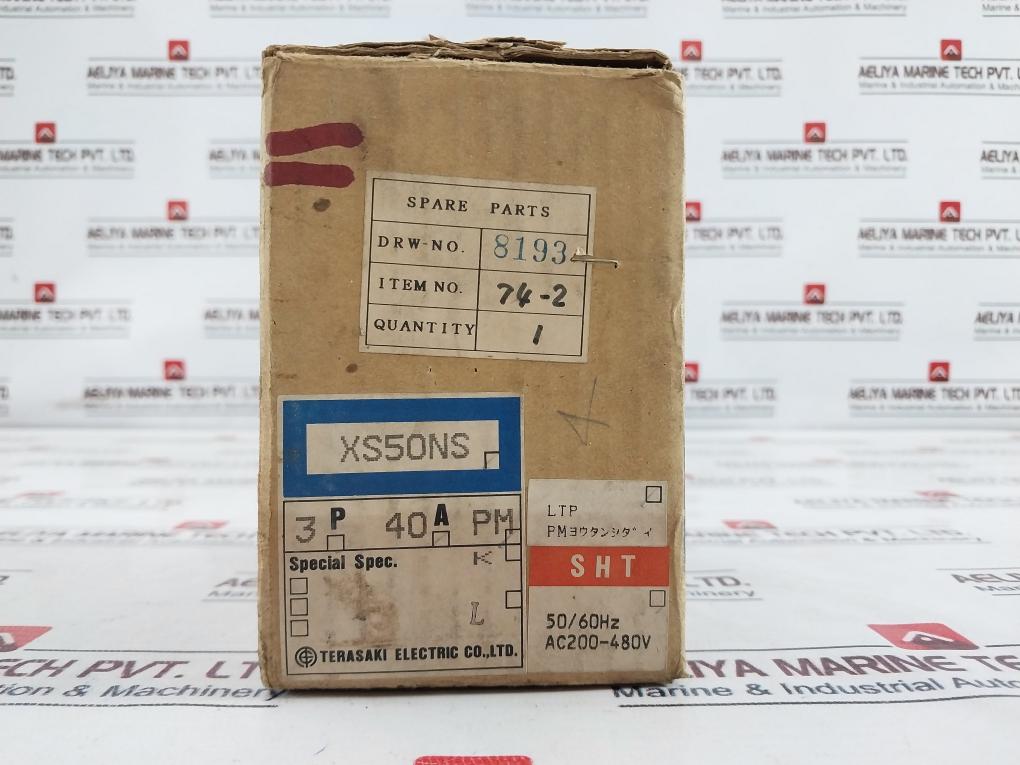 SPARE PARTS
DRW-NO. 8193
ITEM NO. 74-2
QUANTITY 1
XS50NS
3P 40A PM
K
Special Spec.
L
TERASAKI ELECTRIC CO.,LTD.
LTP
PMヨウタンシダイ
SHT
50/60Hz
AC200-480V
AELIYA MARINE TECH PVT. LTD.
Marine & Industrial Automation & Machinery